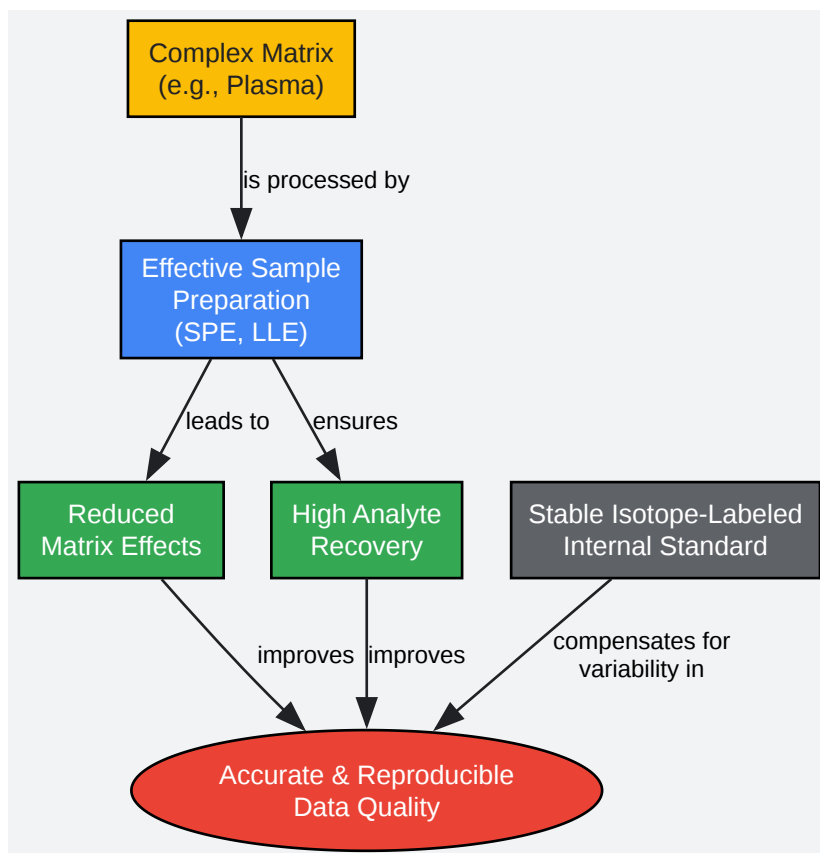 Complex Matrix
(e.g., Plasma)
is processed by
Effective Sample
Preparation
(SPE, LLE)
leads to
ensures
Reduced
Matrix Effects
High Analyte
Recovery
Stable Isotope-Labeled
Internal Standard
improves
improves
compensates for
variability in
Accurate & Reproducible
Data Quality